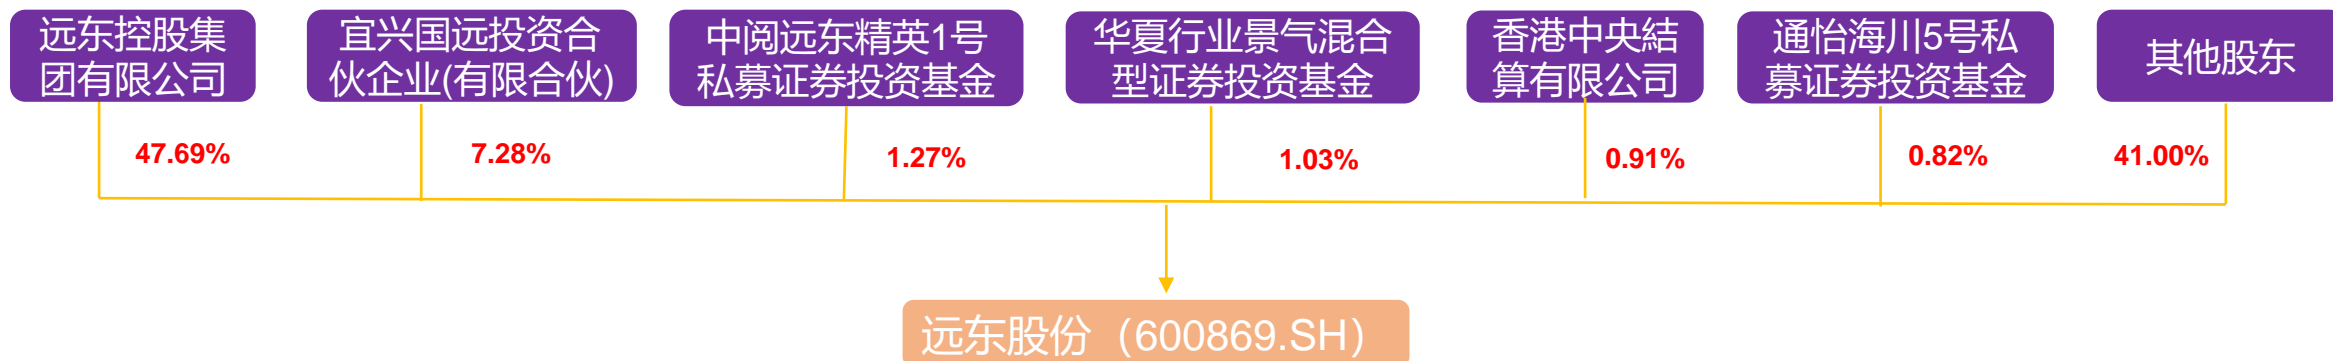 远东控股集
团有限公司
宜兴国远投资合
伙企业(有限合伙)
中阅远东精英1号
私募证券投资基金
华夏行业景气混合
型证券投资基金
香港中央結
算有限公司
通怡海川5号私
募证券投资基金
其他股东
47.69%
7.28%
1.27%
1.03%
0.91%
0.82%
41.00%
远东股份（600869.SH）